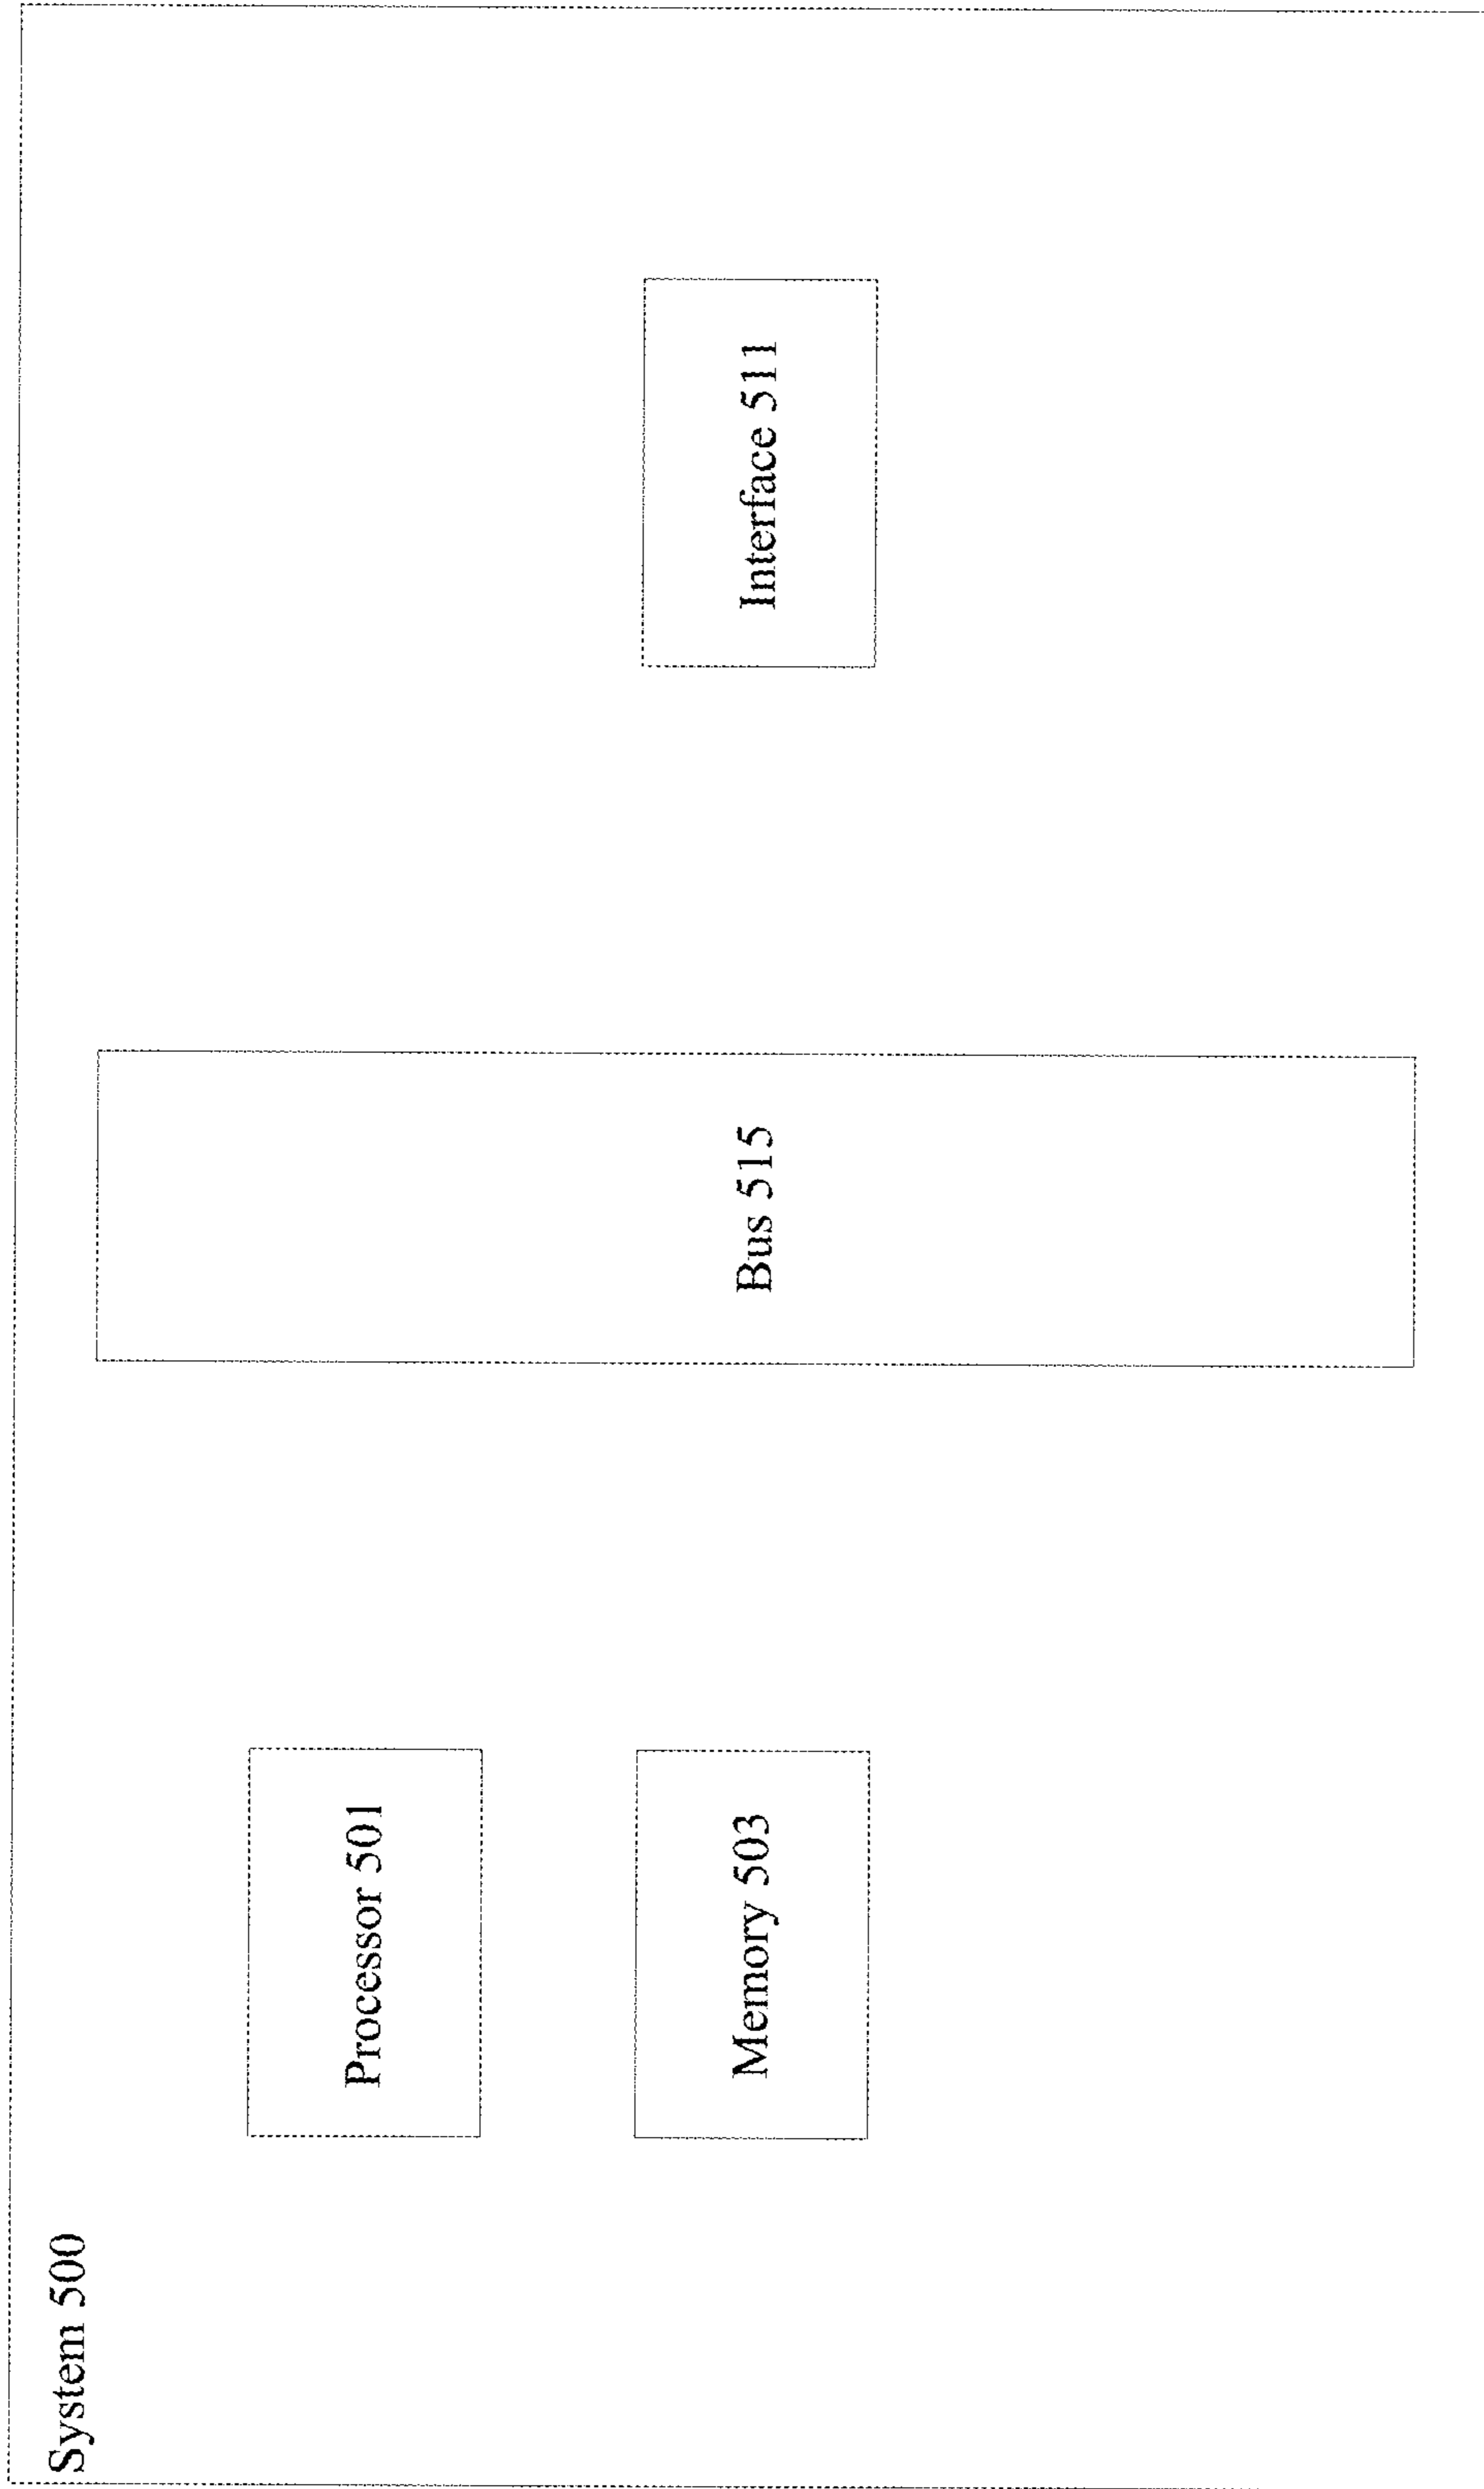 System 500
Processor 501
Memory 503
Bus 515
Interface 511